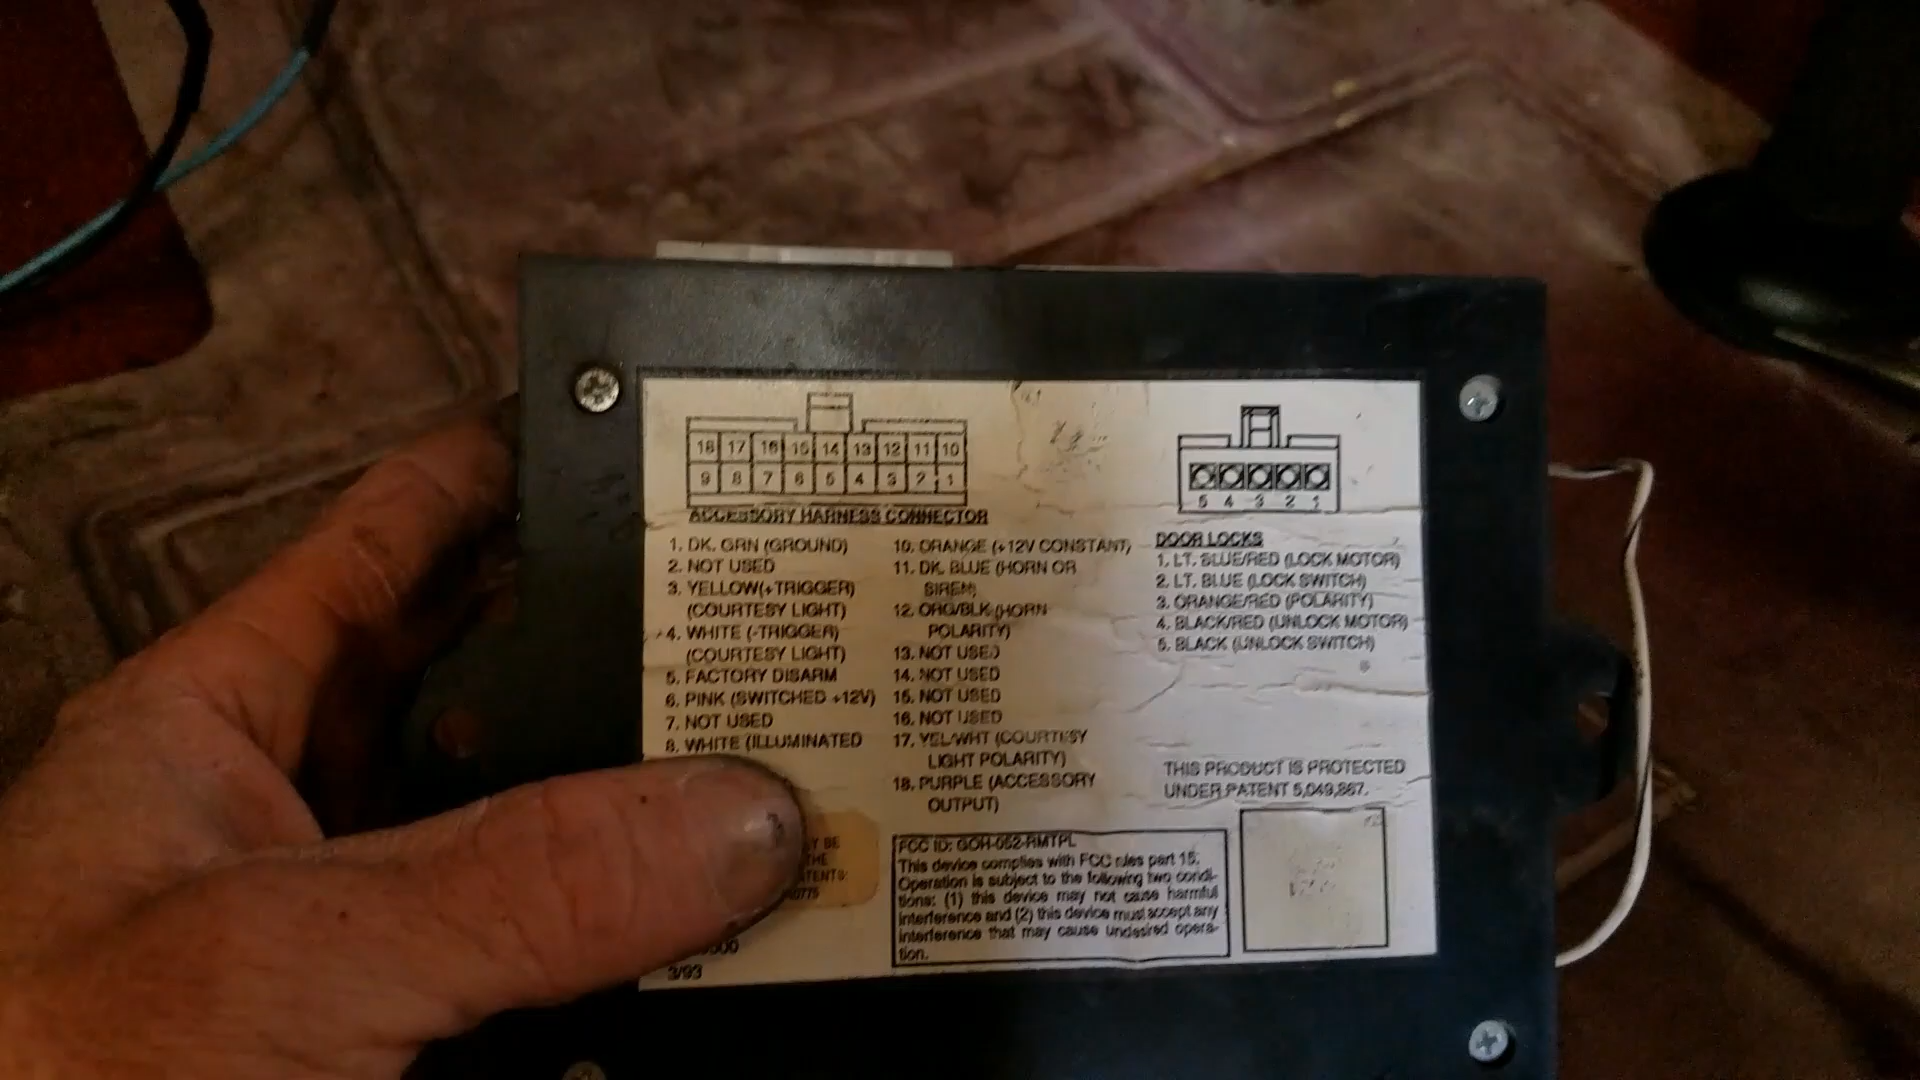 18 17 16 15 14 13 12 11 10
9 8 7 6 5 4 3 2 1
ACCESSORY HARNESS CONNECTOR
1. DK. GRN (GROUND)
2. NOT USED
3. YELLOW(+TRIGGER)
(COURTESY LIGHT)
4. WHITE (-TRIGGER)
(COURTESY LIGHT)
5. FACTORY DISARM
6. PINK (SWITCHED +12V)
7. NOT USED
8. WHITE (ILLUMINATED
10. ORANGE (+12V CONSTANT)
11. DK. BLUE (HORN OR
SIREN)
12. ORG/BLK (HORN
POLARITY)
13. NOT USED
14. NOT USED
15. NOT USED
16. NOT USED
17. YEL/WHT (COURTESY
LIGHT POLARITY)
18. PURPLE (ACCESSORY
OUTPUT)
5 4 3 2 1
DOOR LOCKS
1. LT. BLUE/RED (LOCK MOTOR)
2. LT. BLUE (LOCK SWITCH)
3. ORANGE/RED (POLARITY)
4. BLACK/RED (UNLOCK MOTOR)
5. BLACK (UNLOCK SWITCH)
THIS PRODUCT IS PROTECTED
UNDER PATENT 5,049,867.
BE
THE
3/93
FCC ID: GOH-052-RMTPL
This device complies with FCC rules part 15.
Operation is subject to the following two condi-
tions: (1) this device may not cause harmful
interference and (2) this device must accept any
interference that may cause undesired opera-
tion.